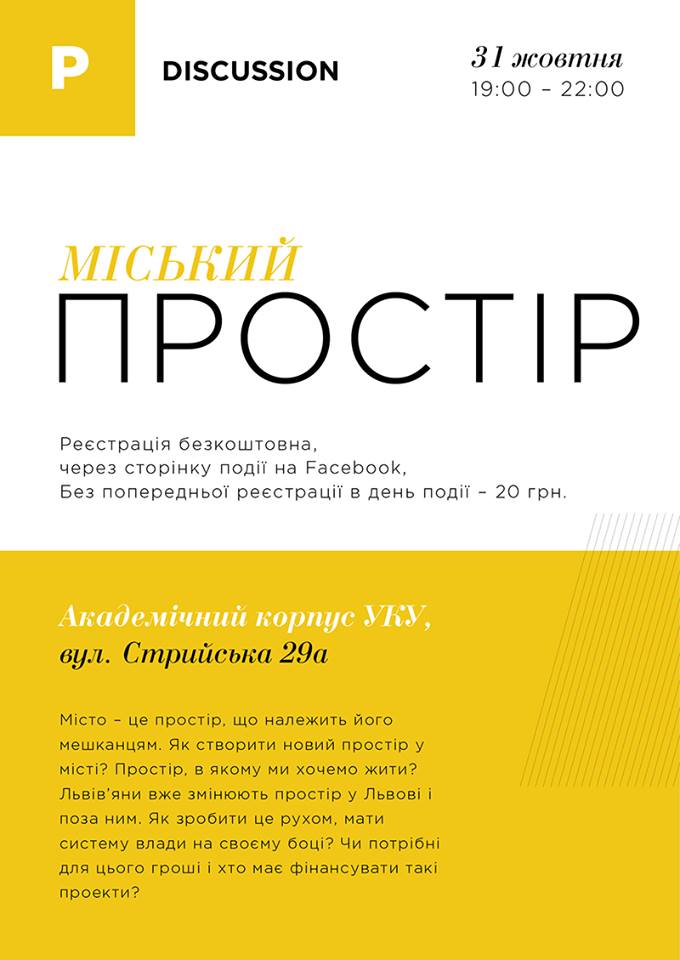 P
DISCUSSION
31 жовтня
19:00 – 22:00
МІСЬКИЙ
ПРОСТІР
Реєстрація безкоштовна,
через сторінку події на Facebook,
Без попередньої реєстрації в день події – 20 грн.
Академічний корпус УКУ,
вул. Стрийська 29а
Місто – це простір, що належить його
мешканцям. Як створити новий простір у
місті? Простір, в якому ми хочемо жити?
Львів'яни вже змінюють простір у Львові і
поза ним. Як зробити це рухом, мати
систему влади на своєму боці? Чи потрібні
для цього гроші і хто має фінансувати такі
проекти?